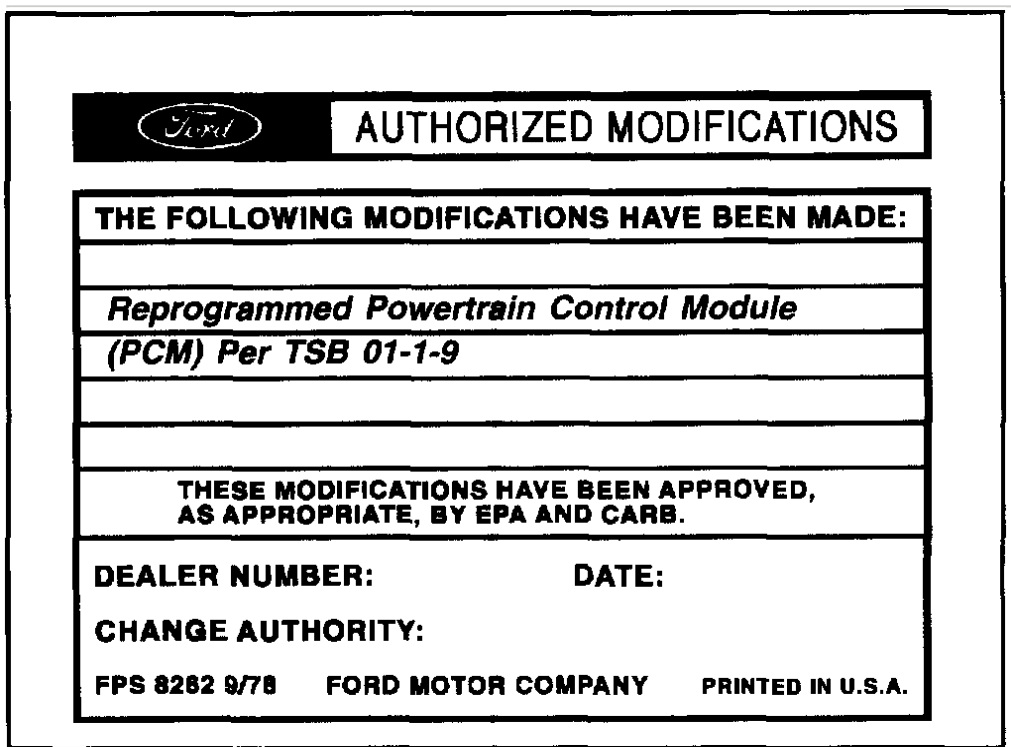 Ford AUTHORIZED MODIFICATIONS
THE FOLLOWING MODIFICATIONS HAVE BEEN MADE:
Reprogrammed Powertrain Control Module
(PCM) Per TSB 01-1-9
THESE MODIFICATIONS HAVE BEEN APPROVED,
AS APPROPRIATE, BY EPA AND CARB.
DEALER NUMBER: DATE:
CHANGE AUTHORITY:
FPS 8262 9/78 FORD MOTOR COMPANY PRINTED IN U.S.A.